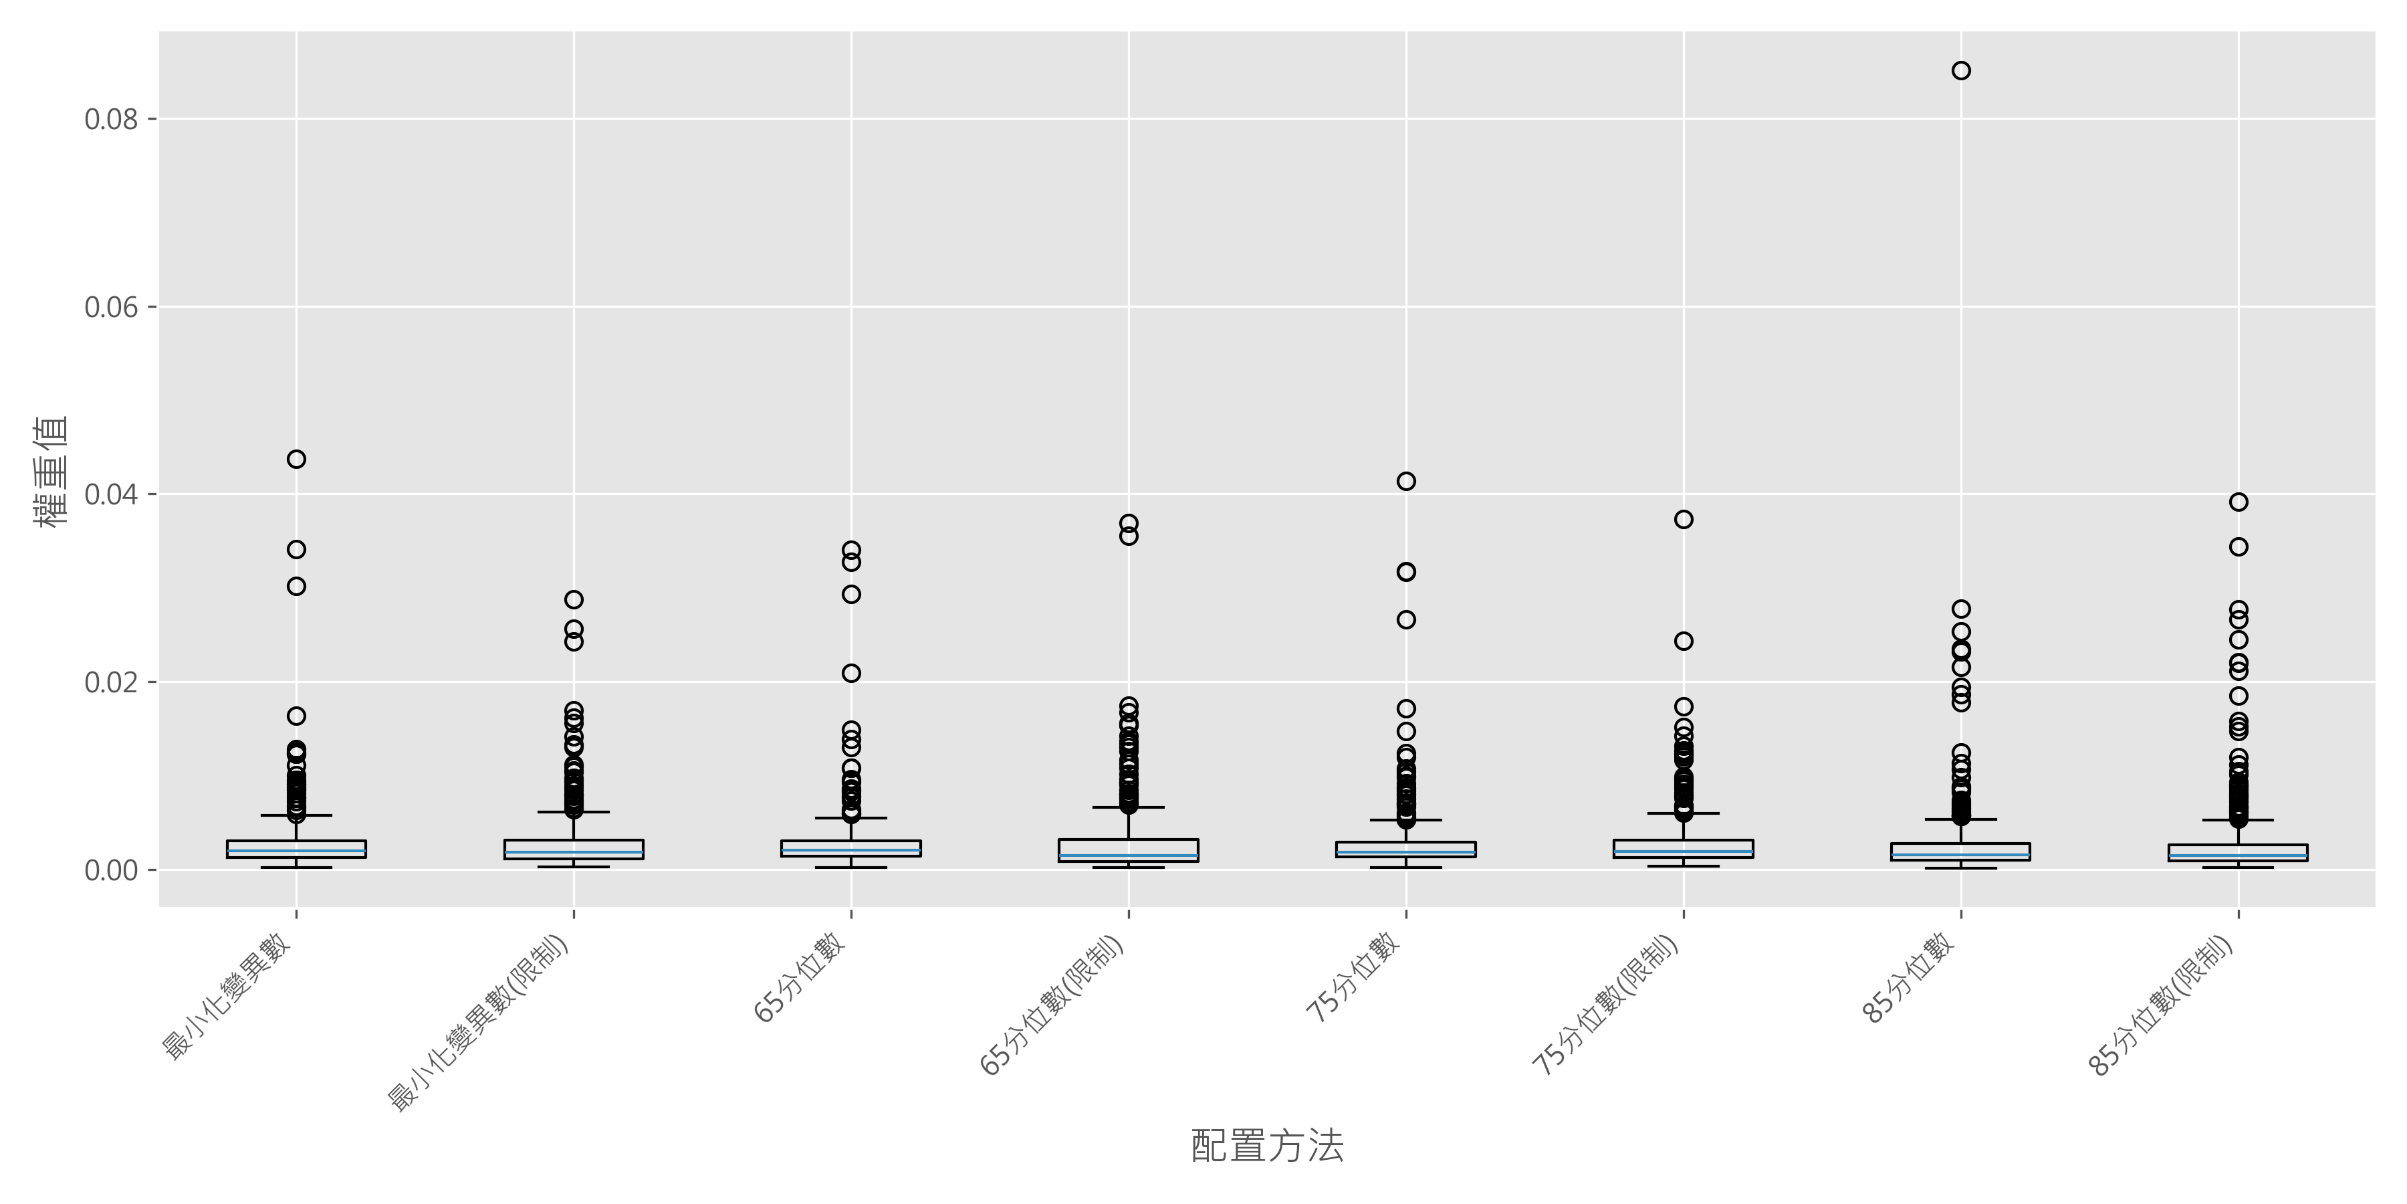 0.08
0.06
0.04
0.02
0.00
權重值
最小化變異數
最小化變異數(限制)
65分位數
65分位數(限制)
75分位數
75分位數(限制)
85分位數
85分位數(限制)
配置方法